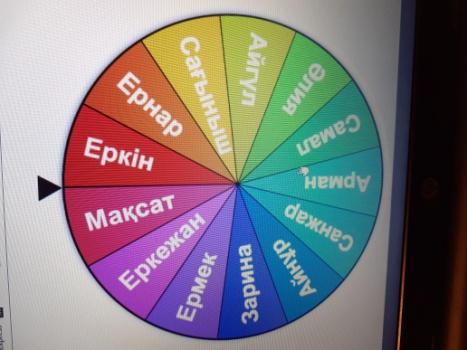 Еркін
Ернар
Сағыныш
Айгүл
Әлия
Самал
Арман
Санжар
Айнұр
Зарина
Ермек
Еркежан
Мақсат